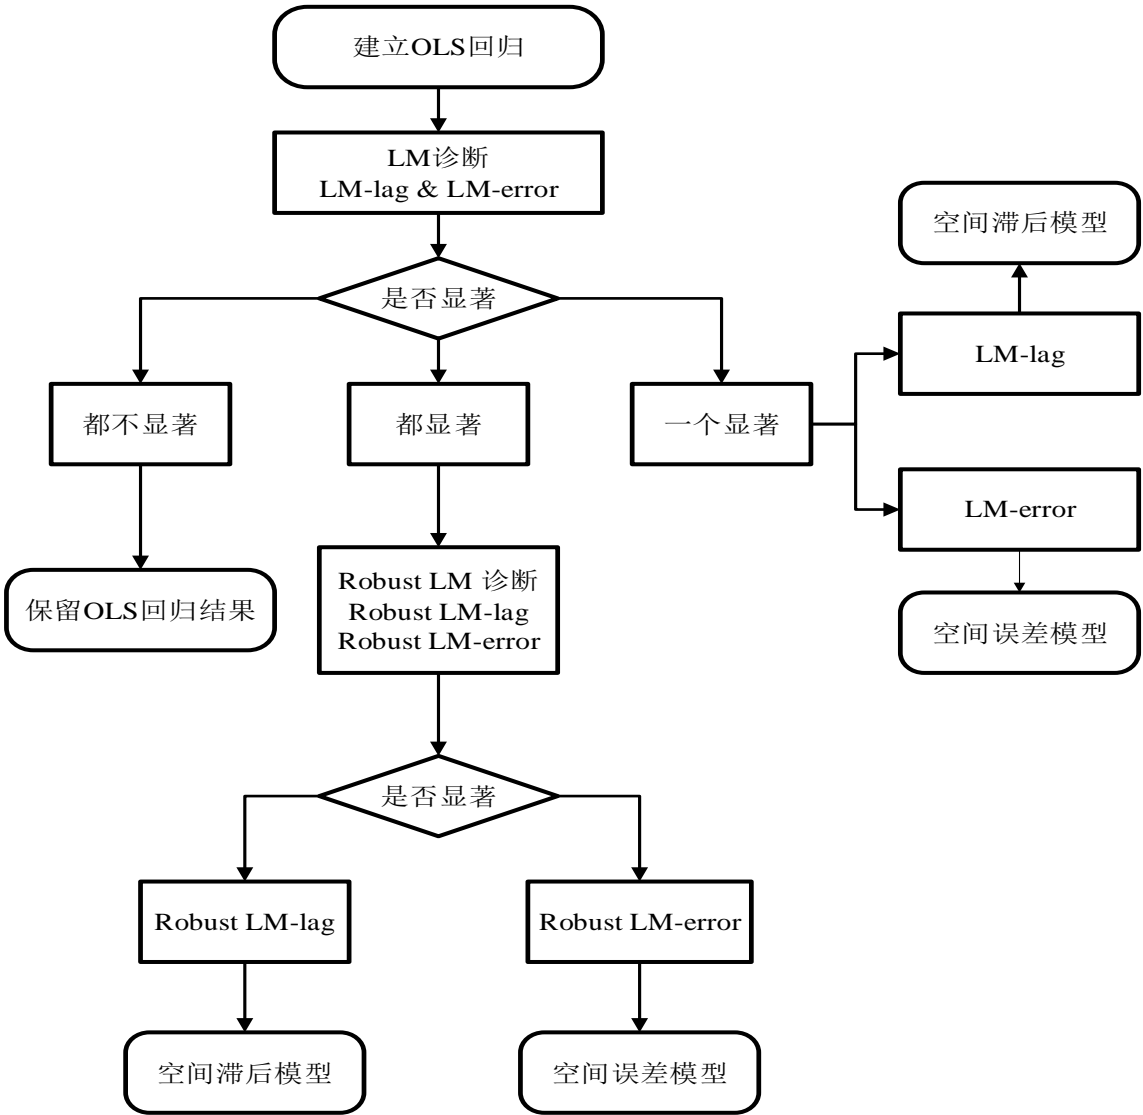 建立OLS回归
LM诊断
LM-lag & LM-error
空间滞后模型
是否显著
LM-lag
都不显著
都显著
一个显著
LM-error
Robust LM 诊断
Robust LM-lag
Robust LM-error
保留OLS回归结果
空间误差模型
是否显著
Robust LM-lag
Robust LM-error
空间滞后模型
空间误差模型